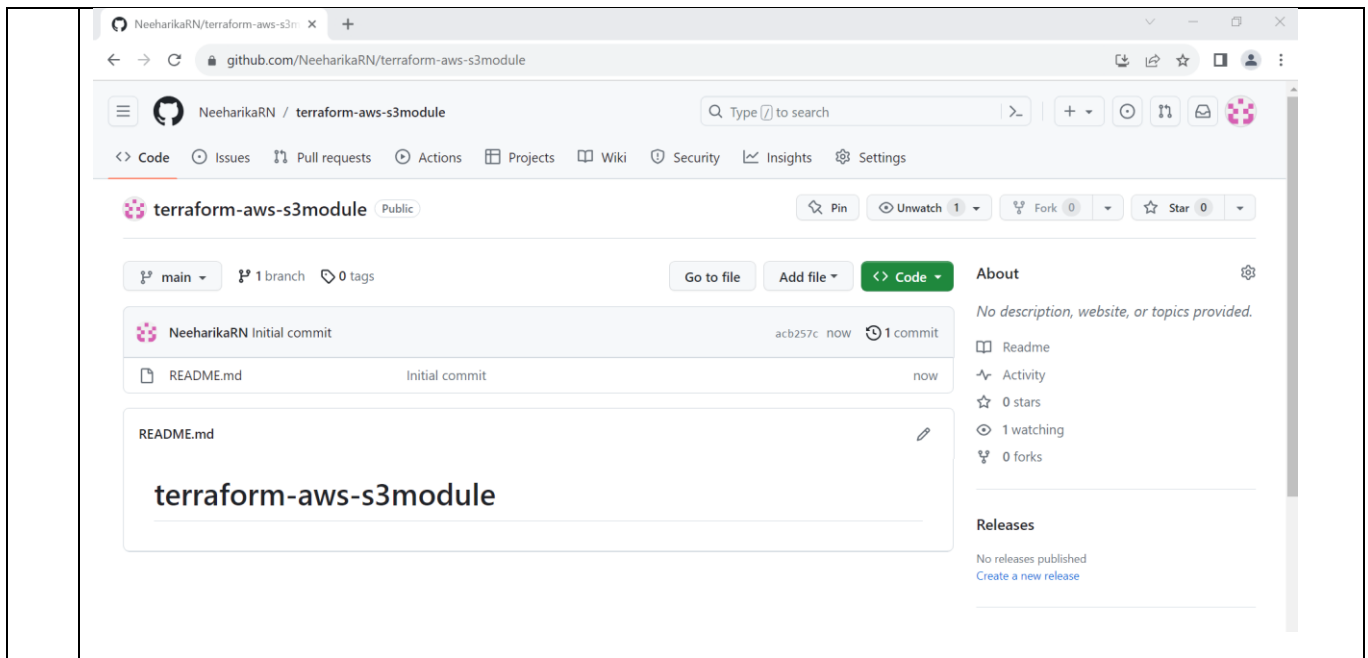 NeeharikaRN/terraform-aws-s3m
github.com/NeeharikaRN/terraform-aws-s3module
NeeharikaRN / terraform-aws-s3module
Type / to search
Code Issues Pull requests Actions Projects Wiki Security Insights Settings
terraform-aws-s3module Public
Pin Unwatch 1 Fork 0 Star 0
main 1 branch 0 tags
Go to file Add file Code
NeeharikaRN Initial commit acb257c now 1 commit
README.md Initial commit now
README.md
terraform-aws-s3module
About
No description, website, or topics provided.
Readme
Activity
0 stars
1 watching
0 forks
Releases
No releases published
Create a new release